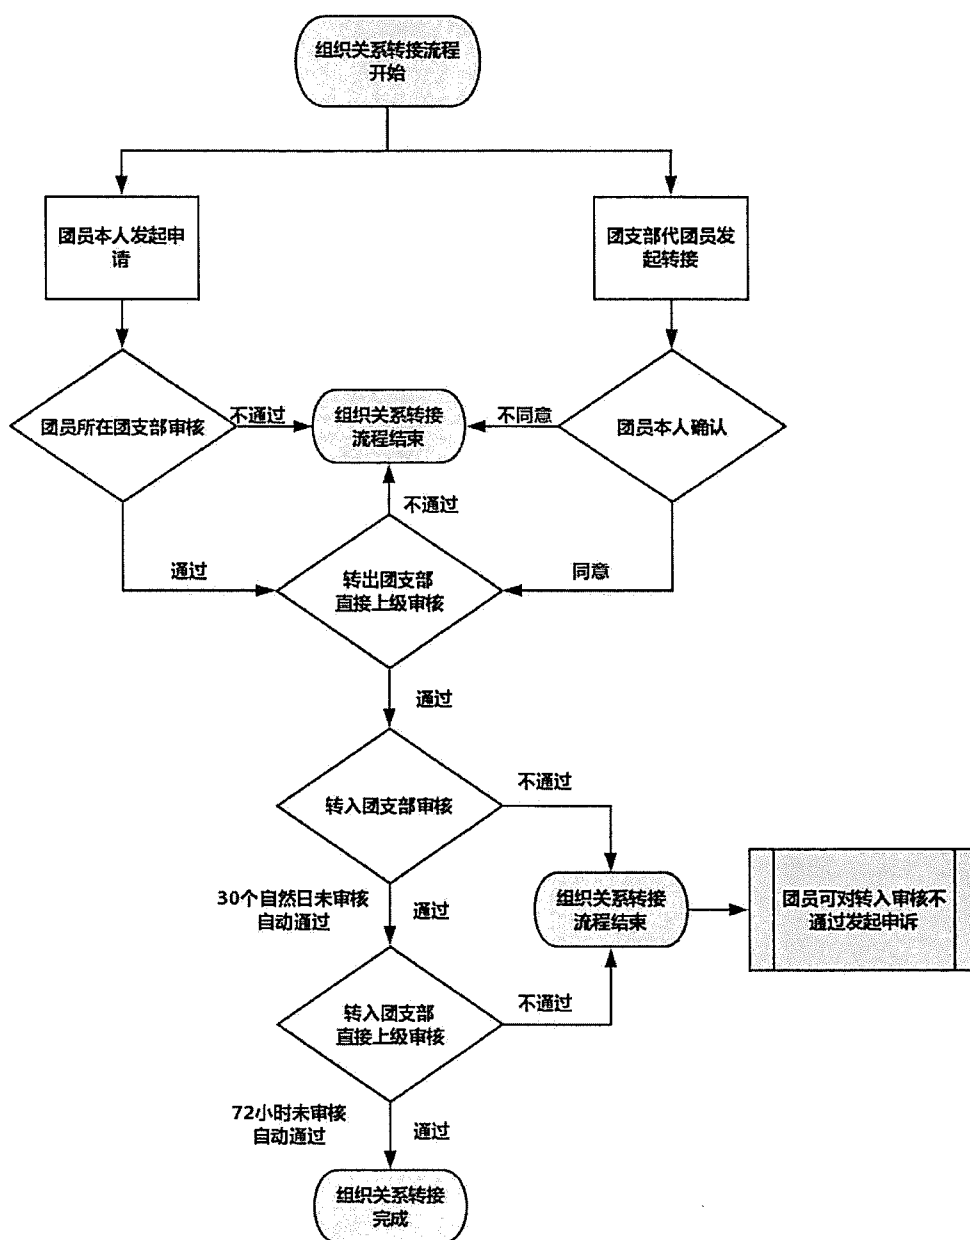 组织关系转接流程
开始
团员本人发起申
请
团支部代团员发
起转接
团员所在团支部审核
不通过
组织关系转接
流程结束
不同意
团员本人确认
不通过
通过
转出团支部
直接上级审核
同意
通过
转入团支部审核
不通过
30个自然日未审核
自动通过
通过
组织关系转接
流程结束
团员可对转入审核不
通过发起申诉
转入团支部
直接上级审核
不通过
72小时未审核
自动通过
通过
组织关系转接
完成